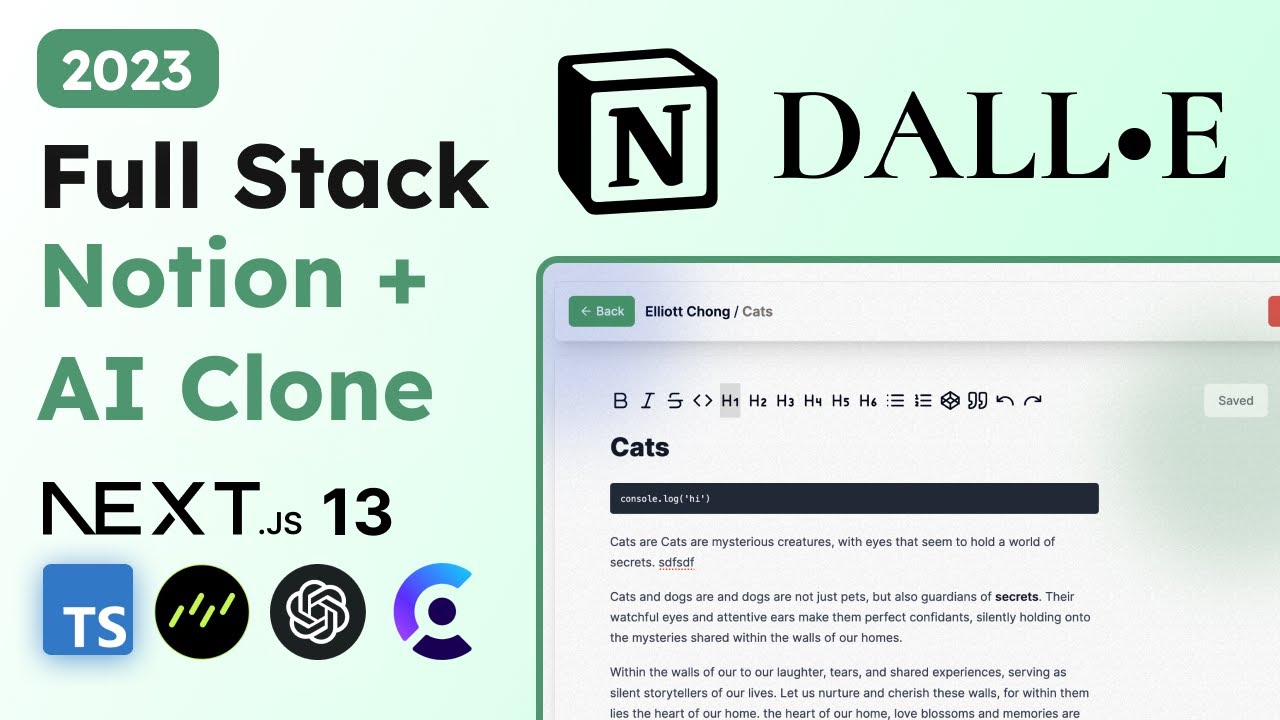 2023
Full Stack
Notion +
AI Clone
NEXT.JS 13
TS
N
DALL•E
← Back
Elliott Chong / Cats
B I S <> H1 H2 H3 H4 H5 H6
Saved
Cats
console.log('hi')
Cats are Cats are mysterious creatures, with eyes that seem to hold a world of
secrets. sdfsdf
Cats and dogs are and dogs are not just pets, but also guardians of secrets. Their
watchful eyes and attentive ears make them perfect confidants, silently holding onto
the mysteries shared within the walls of our homes.
Within the walls of our to our laughter, tears, and shared experiences, serving as
silent storytellers of our lives. Let us nurture and cherish these walls, for within them
lies the heart of our home. the heart of our home, love blossoms and memories are